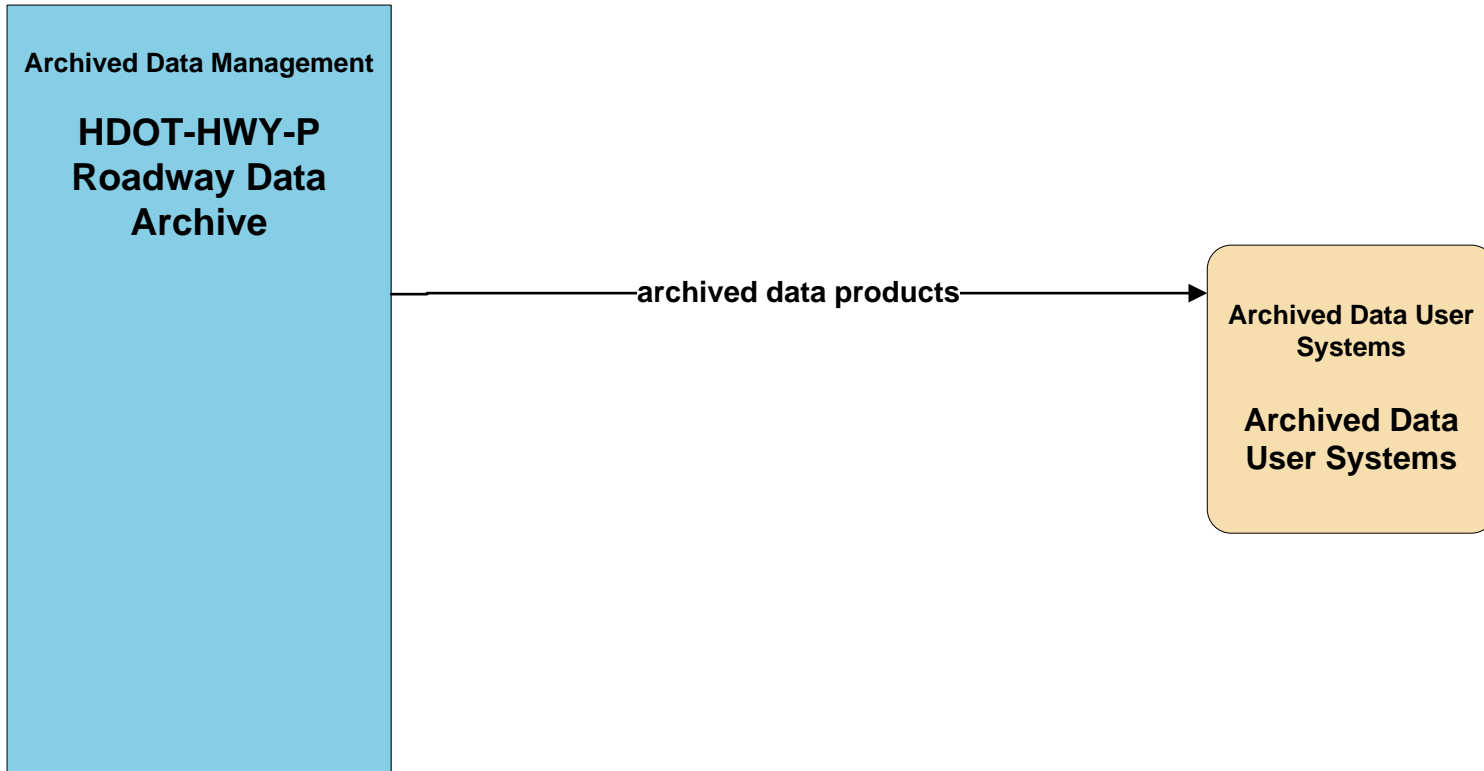 Archived Data Management
HDOT-HWY-P
Roadway Data
Archive
archived data products
Archived Data User
Systems
Archived Data
User Systems